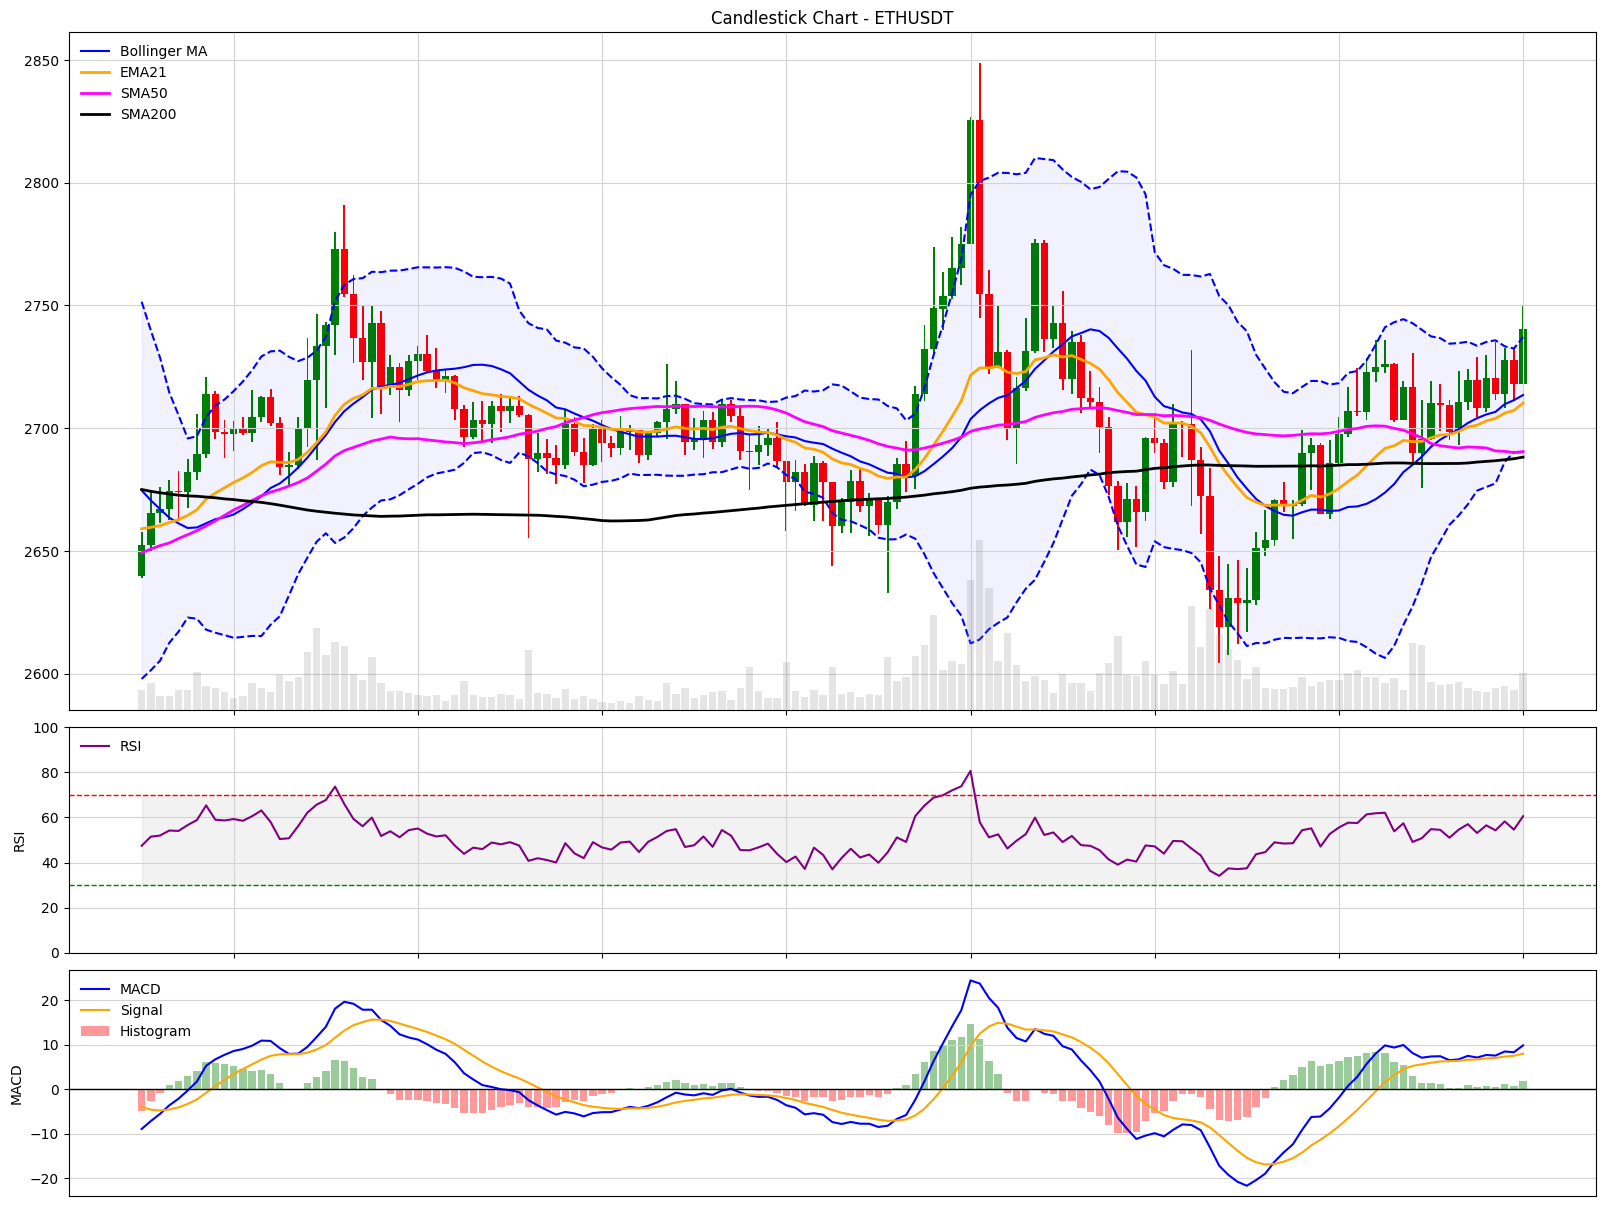 Candlestick Chart - ETHUSDT
Bollinger MA
EMA21
SMA50
SMA200
2850
2800
2750
2700
2650
2600
RSI
100
80
60
40
20
0
RSI
MACD
Signal
Histogram
20
10
0
−10
−20
MACD